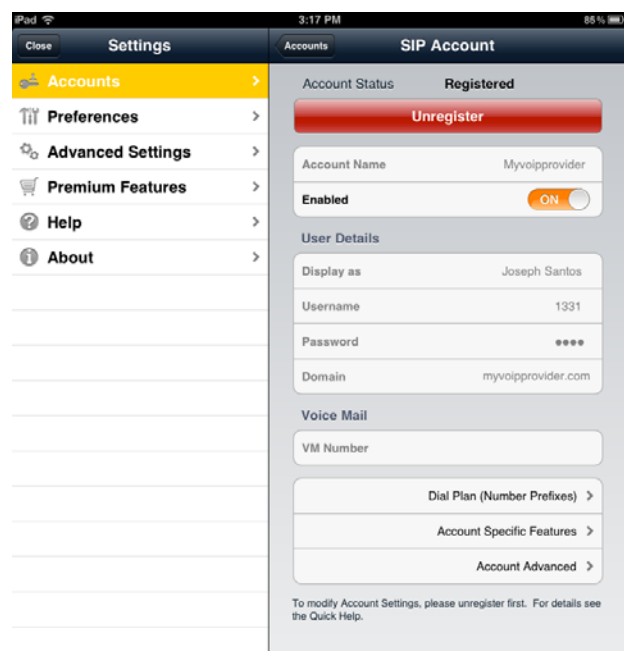 iPad 3:17 PM 85%
Close Settings
Accounts
Preferences
Advanced Settings
Premium Features
Help
About
Accounts SIP Account
Account Status Registered
Unregister
Account Name Myvoipprovider
Enabled ON
User Details
Display as Joseph Santos
Username 1331
Password ●●●●
Domain myvoipprovider.com
Voice Mail
VM Number
Dial Plan (Number Prefixes)
Account Specific Features
Account Advanced
To modify Account Settings, please unregister first. For details see
the Quick Help.